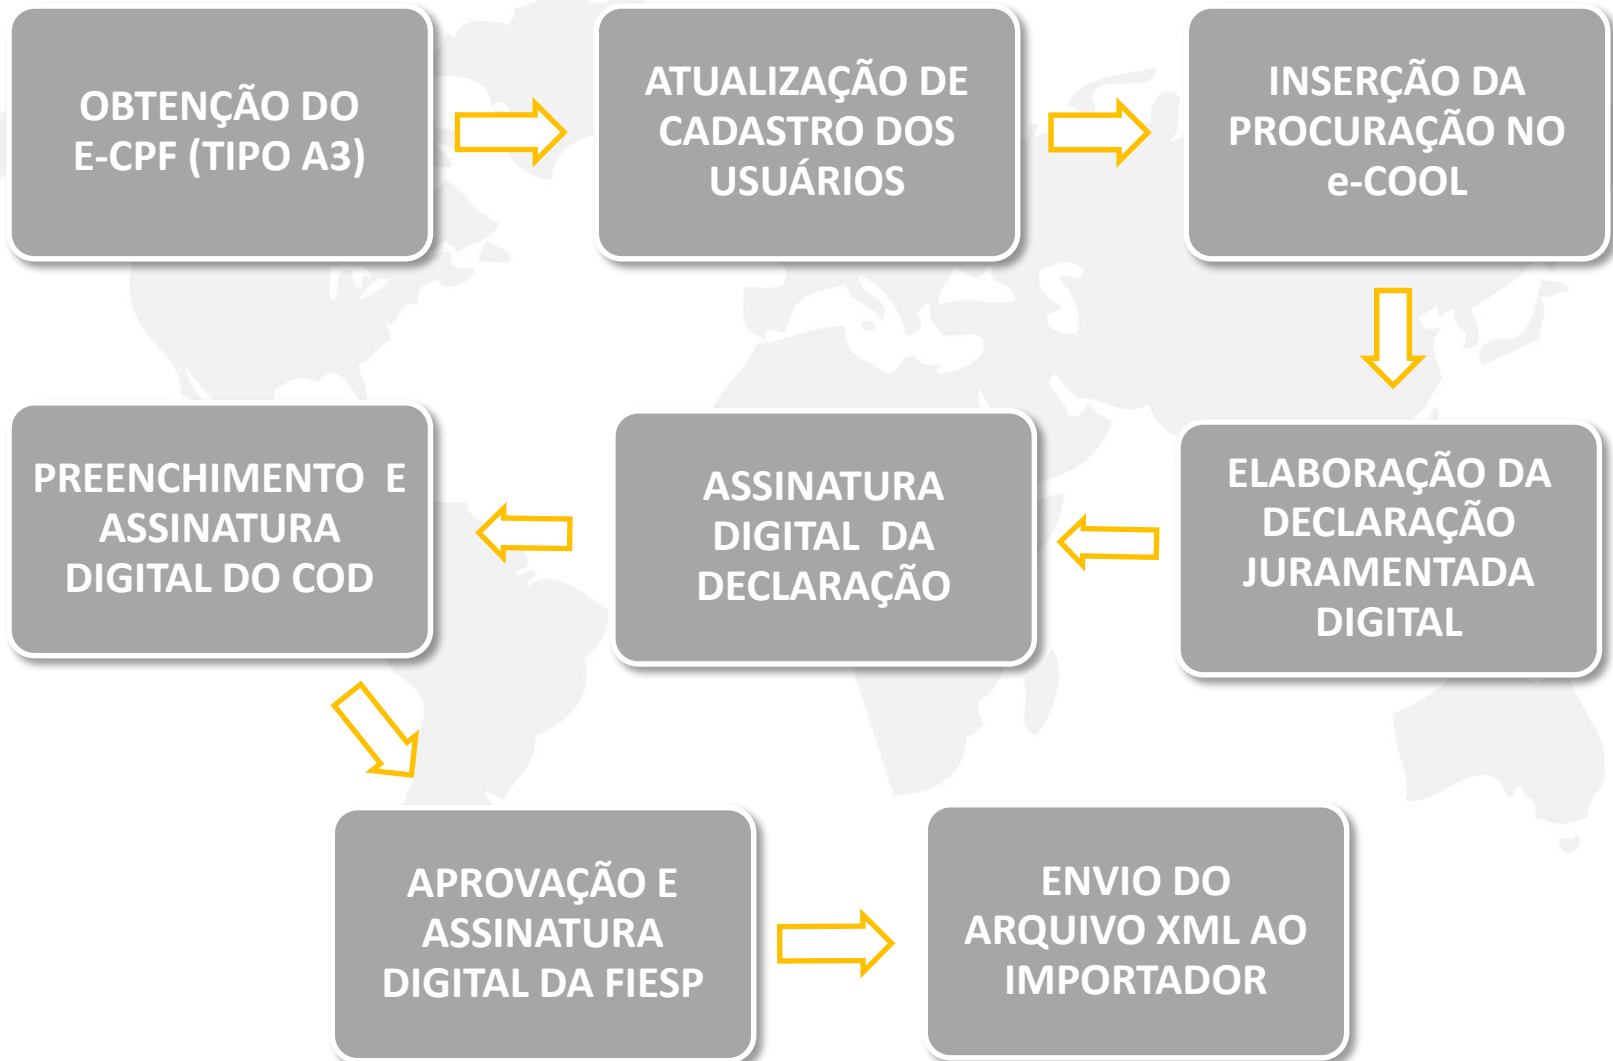 OBTENÇÃO DO
E-CPF (TIPO A3)
ATUALIZAÇÃO DE
CADASTRO DOS
USUÁRIOS
INSERÇÃO DA
PROCURAÇÃO NO
e-COOL
ELABORAÇÃO DA
DECLARAÇÃO
JURAMENTADA
DIGITAL
ASSINATURA
DIGITAL DA
DECLARAÇÃO
PREENCHIMENTO E
ASSINATURA
DIGITAL DO COD
APROVAÇÃO E
ASSINATURA
DIGITAL DA FIESP
ENVIO DO
ARQUIVO XML AO
IMPORTADOR